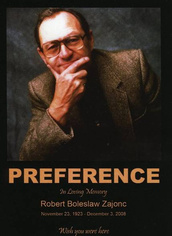 PREFERENCE
In Loving Memory
Robert Boleslaw Zajonc
November 23, 1923 - December 3, 2008
Wish you were here